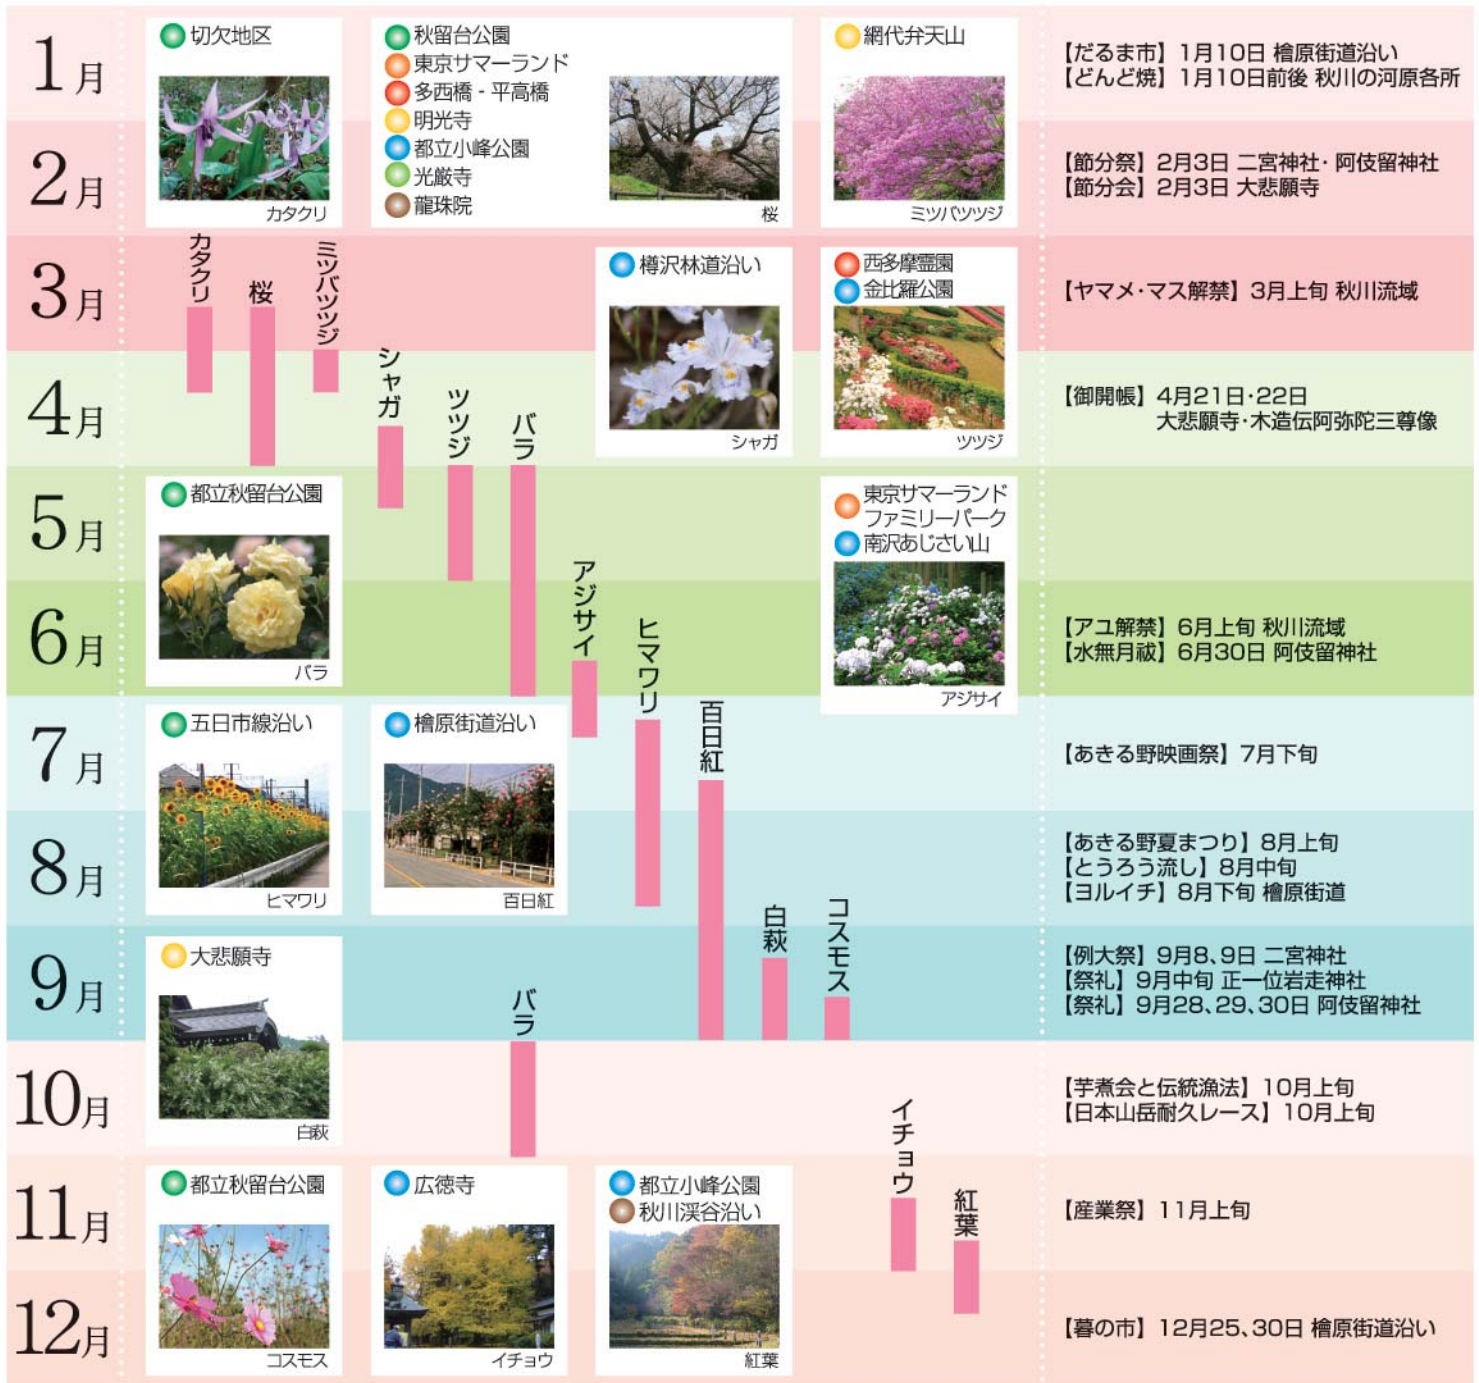 1月
切欠地区
カタクリ
秋留台公園
東京サマーランド
多西橋 - 平高橋
明光寺
都立小峰公園
光厳寺
龍珠院
桜
網代弁天山
ミツバツツジ
【だるま市】1月10日 檜原街道沿い
【どんど焼】1月10日前後 秋川の河原各所
2月
【節分祭】2月3日 二宮神社・阿伎留神社
【節分会】2月3日 大悲願寺
3月
カタクリ
桜
ミツバツツジ
樽沢林道沿い
シャガ
西多摩霊園
金比羅公園
ツツジ
【ヤマメ・マス解禁】3月上旬 秋川流域
4月
シャガ
ツツジ
バラ
【御開帳】4月21日・22日
大悲願寺・木造伝阿弥陀三尊像
5月
都立秋留台公園
バラ
東京サマーランド
ファミリーパーク
南沢あじさい山
アジサイ
6月
アジサイ
ヒマワリ
【アユ解禁】6月上旬 秋川流域
【水無月祓】6月30日 阿伎留神社
7月
五日市線沿い
ヒマワリ
檜原街道沿い
百日紅
百日紅
【あきる野映画祭】7月下旬
8月
白萩
コスモス
【あきる野夏まつり】8月上旬
【とうろう流し】8月中旬
【ヨルイチ】8月下旬 檜原街道
9月
大悲願寺
白萩
バラ
【例大祭】9月8、9日 二宮神社
【祭礼】9月中旬 正一位岩走神社
【祭礼】9月28、29、30日 阿伎留神社
10月
イチョウ
【芋煮会と伝統漁法】10月上旬
【日本山岳耐久レース】10月上旬
11月
都立秋留台公園
コスモス
広徳寺
イチョウ
都立小峰公園
秋川渓谷沿い
紅葉
紅葉
【産業祭】11月上旬
12月
【暮の市】12月25、30日 檜原街道沿い